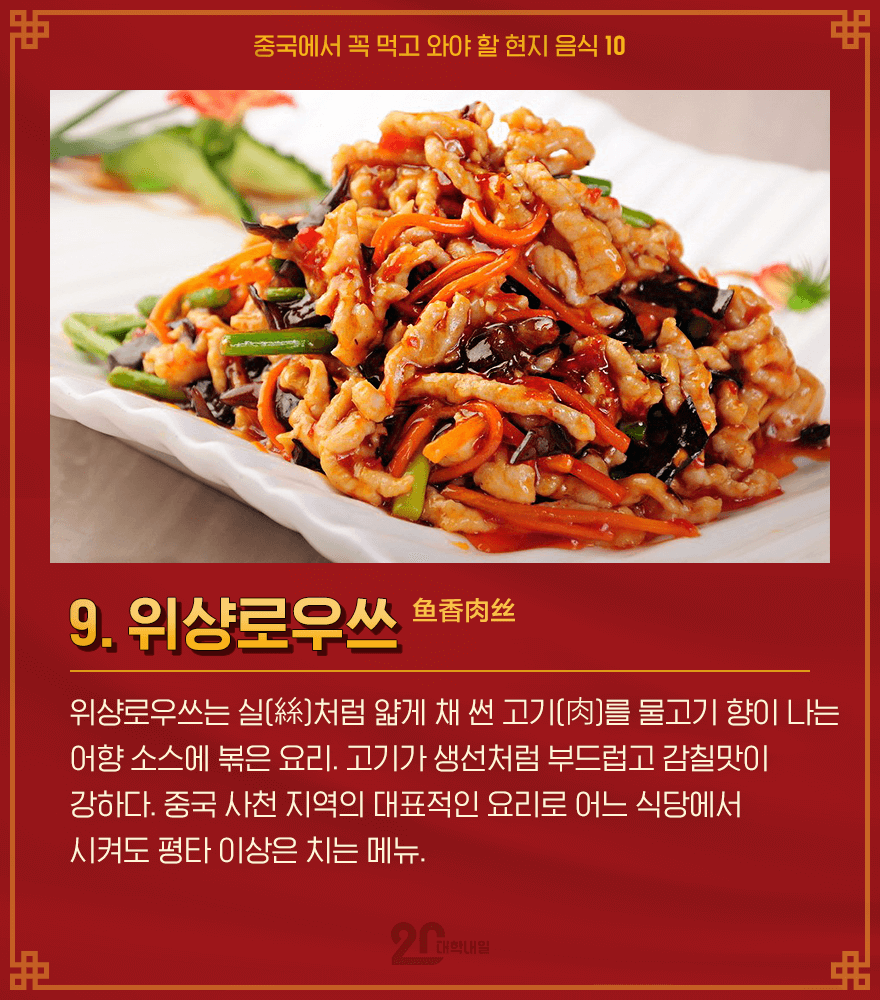 중국에서 꼭 먹고 와야 할 현지 음식 10
9. 위샹로우쓰 鱼香肉丝
위샹로우쓰는 실(絲)처럼 얇게 채 썬 고기(肉)를 물고기 향이 나는
어향 소스에 볶은 요리. 고기가 생선처럼 부드럽고 감칠맛이
강하다. 중국 사천 지역의 대표적인 요리로 어느 식당에서
시켜도 평타 이상은 치는 메뉴.
20 대학내일